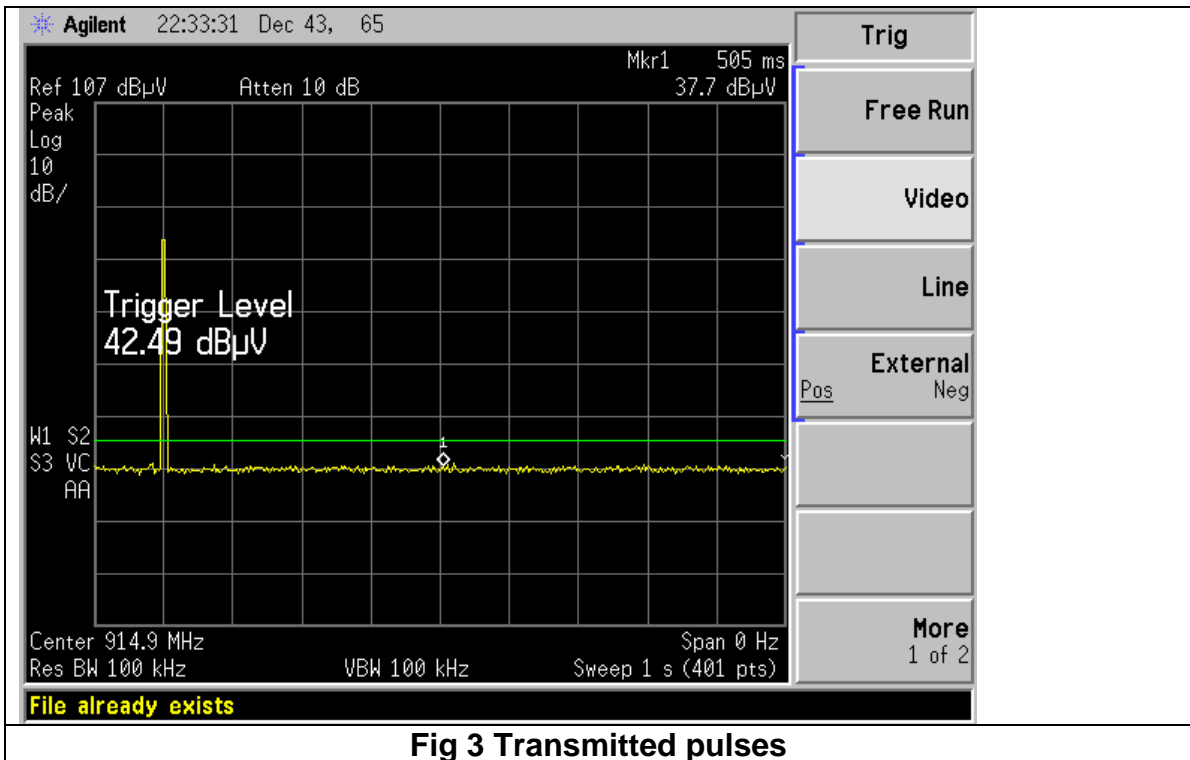 Agilent 22:33:31 Dec 43, 65
Trig
Mkr1 505 ms
Ref 107 dBµV Atten 10 dB 37.7 dBµV
Peak
Log
10
dB/
Free Run
Video
Line
External
Pos Neg
Trigger Level
42.49 dBµV
W1 S2
S3 VC
AA
1
Center 914.9 MHz Span 0 Hz
Res BW 100 kHz VBW 100 kHz Sweep 1 s (401 pts)
More
1 of 2
File already exists
Fig 3 Transmitted pulses